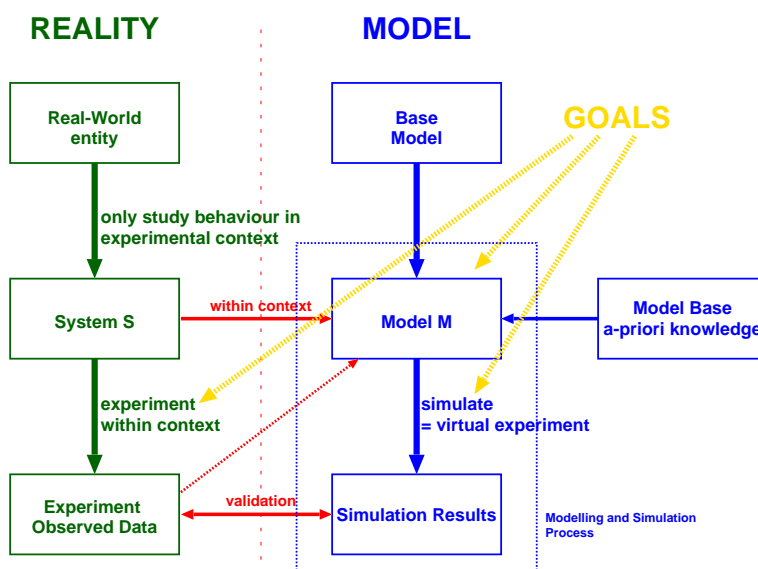 REALITY
MODEL
Real-World
entity
Base
Model
GOALS
only study behaviour in
experimental context
System S
within context
Model M
Model Base
a-priori knowledge
experiment
within context
simulate
= virtual experiment
Experiment
Observed Data
validation
Simulation Results
Modelling and Simulation
Process